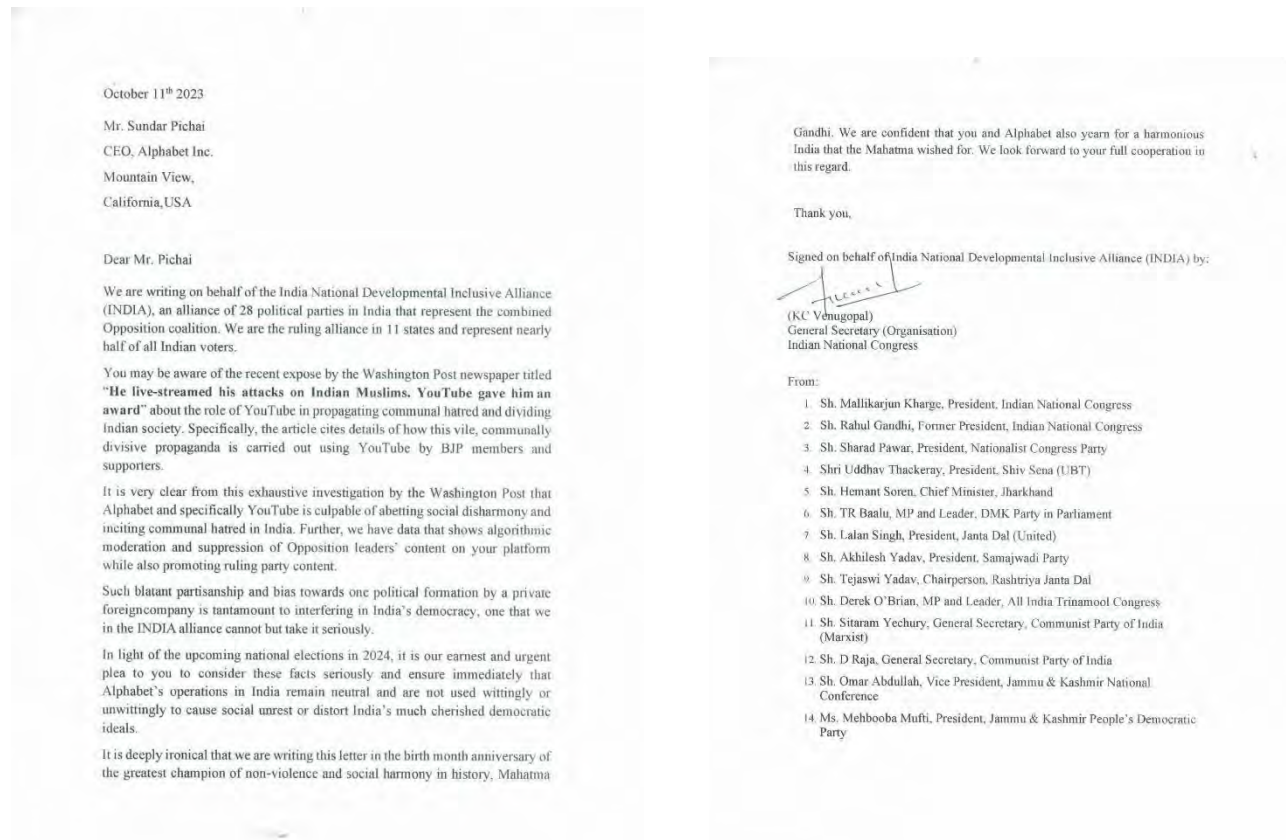 October 11th 2023
Mr. Sundar Pichai
CEO, Alphabet Inc.
Mountain View,
California,USA
Dear Mr. Pichai
We are writing on behalf of the India National Developmental Inclusive Alliance
(INDIA), an alliance of 28 political parties in India that represent the combined
Opposition coalition. We are the ruling alliance in 11 states and represent nearly
half of all Indian voters.
You may be aware of the recent expose by the Washington Post newspaper titled
"He live-streamed his attacks on Indian Muslims. YouTube gave him an
award" about the role of YouTube in propagating communal hatred and dividing
Indian society. Specifically, the article cites details of how this vile, communally
divisive propaganda is carried out using YouTube by BJP members and
supporters.
It is very clear from this exhaustive investigation by the Washington Post that
Alphabet and specifically YouTube is culpable of abetting social disharmony and
inciting communal hatred in India. Further, we have data that shows algorithmic
moderation and suppression of Opposition leaders' content on your platform
while also promoting ruling party content.
Such blatant partisanship and bias towards one political formation by a private
foreigncompany is tantamount to interfering in India's democracy, one that we
in the INDIA alliance cannot but take it seriously.
In light of the upcoming national elections in 2024, it is our earnest and urgent
plea to you to consider these facts seriously and ensure immediately that
Alphabet's operations in India remain neutral and are not used wittingly or
unwittingly to cause social unrest or distort India's much cherished democratic
ideals.
It is deeply ironical that we are writing this letter in the birth month anniversary of
the greatest champion of non-violence and social harmony in history, Mahatma
Gandhi. We are confident that you and Alphabet also yearn for a harmonious
India that the Mahatma wished for. We look forward to your full cooperation in
this regard.
Thank you,
Signed on behalf of India National Developmental Inclusive Alliance (INDIA) by:
(KC Venugopal)
General Secretary (Organisation)
Indian National Congress
From:
1. Sh. Mallikarjun Kharge, President, Indian National Congress
2. Sh. Rahul Gandhi, Former President, Indian National Congress
3. Sh. Sharad Pawar, President, Nationalist Congress Party
4. Shri Uddhav Thackeray, President, Shiv Sena (UBT)
5. Sh. Hemant Soren, Chief Minister, Jharkhand
6. Sh. TR Baalu, MP and Leader, DMK Party in Parliament
7. Sh. Lalan Singh, President, Janta Dal (United)
8. Sh. Akhilesh Yadav, President, Samajwadi Party
9. Sh. Tejaswi Yadav, Chairperson, Rashtriya Janta Dal
10. Sh. Derek O'Brian, MP and Leader, All India Trinamool Congress
11. Sh. Sitaram Yechury, General Secretary, Communist Party of India
(Marxist)
12. Sh. D Raja, General Secretary, Communist Party of India
13. Sh. Omar Abdullah, Vice President, Jammu & Kashmir National
Conference
14. Ms. Mehbooba Mufti, President, Jammu & Kashmir People's Democratic
Party